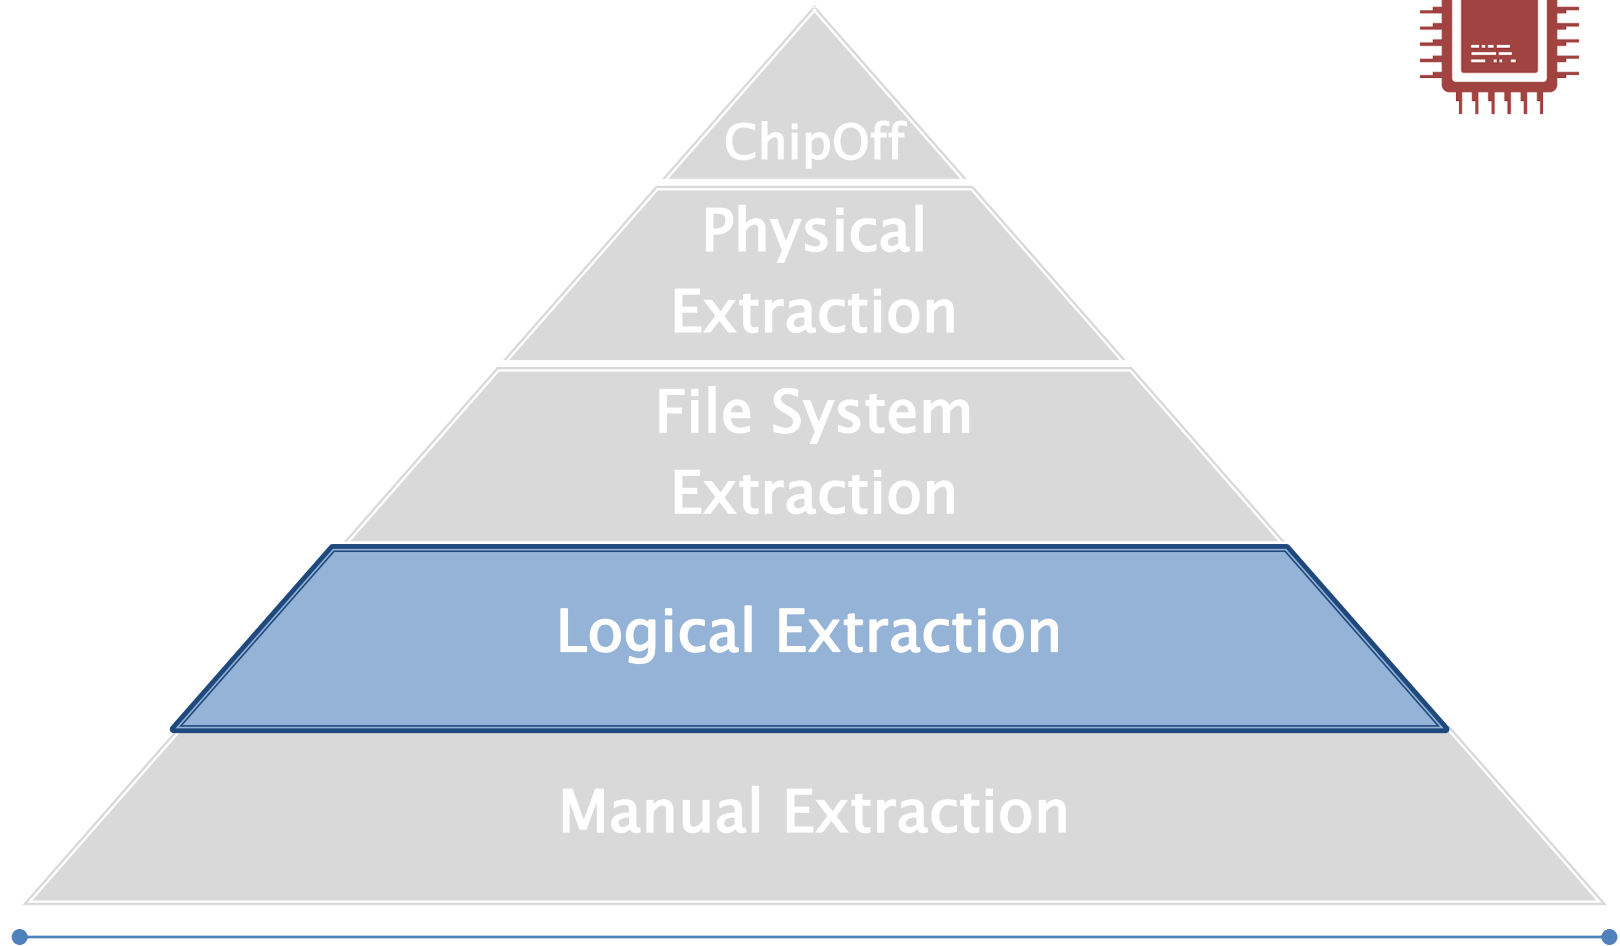 ChipOff
Physical
Extraction
File System
Extraction
Logical Extraction
Manual Extraction